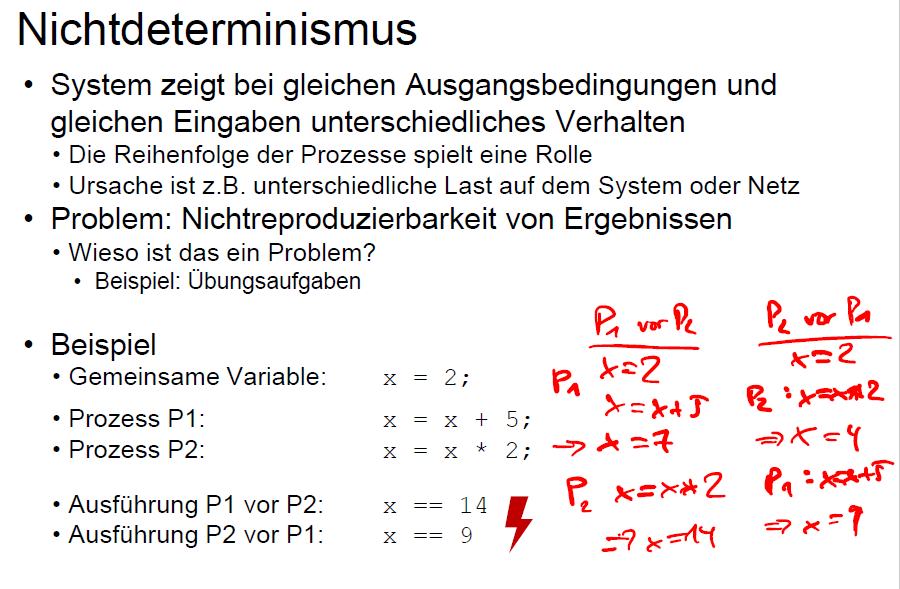 Nichtdeterminismus
• System zeigt bei gleichen Ausgangsbedingungen und
gleichen Eingaben unterschiedliches Verhalten
• Die Reihenfolge der Prozesse spielt eine Rolle
• Ursache ist z.B. unterschiedliche Last auf dem System oder Netz
• Problem: Nichtreproduzierbarkeit von Ergebnissen
• Wieso ist das ein Problem?
• Beispiel: Übungsaufgaben
• Beispiel
• Gemeinsame Variable: x = 2;
• Prozess P1: x = x + 5;
• Prozess P2: x = x * 2;
• Ausführung P1 vor P2: x == 14
• Ausführung P2 vor P1: x == 9
P1 vor P2
x=2
P1
x=x+5
=> x=7
P2 x=x*2
=> x=14
P2 vor P1
x=2
P2: x=x*2
=> x=4
P1: x=x+5
=> x=9